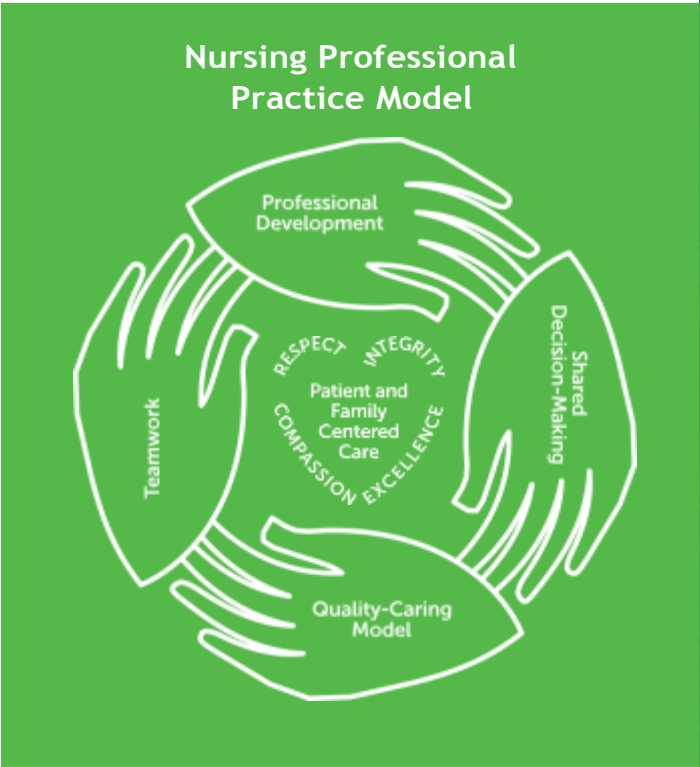 Nursing Professional
Practice Model
Professional
Development
Shared
Decision-Making
RESPECT
INTEGRITY
Patient and
Family
Centered
Care
COMPASSION
EXCELLENCE
Teamwork
Quality-Caring
Model